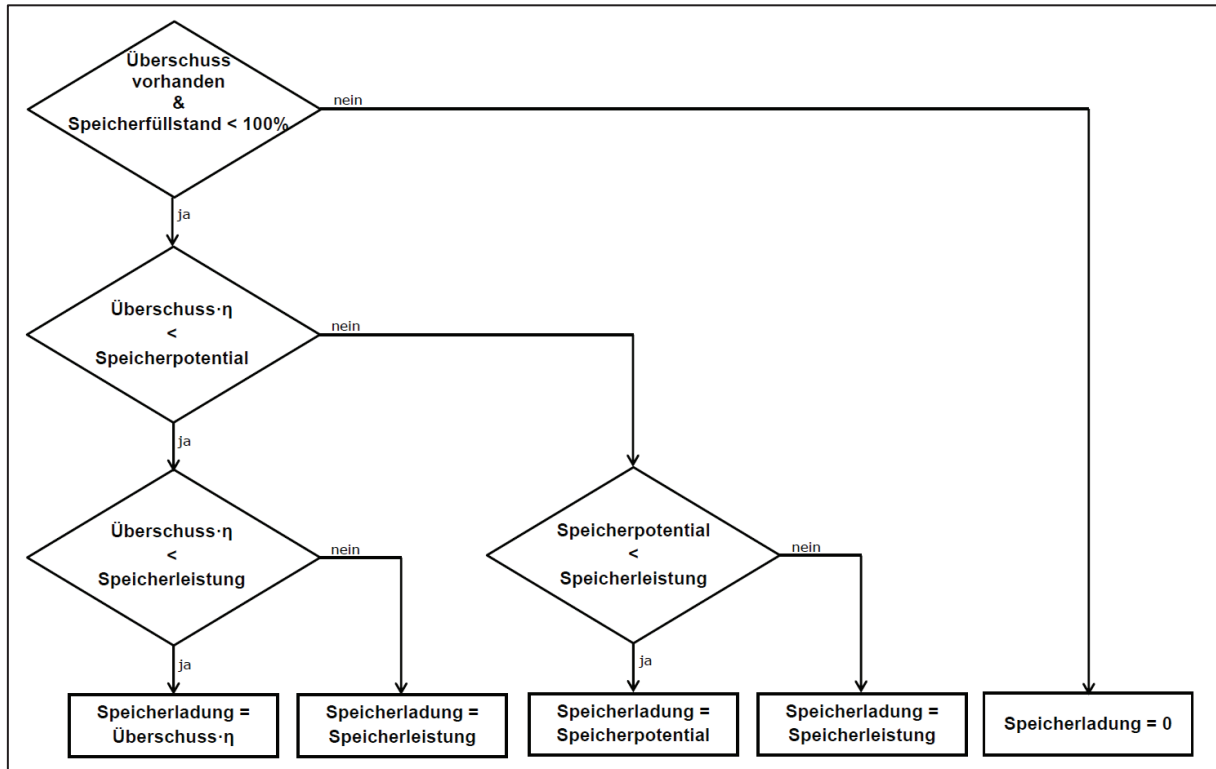 Überschuss
vorhanden
&
Speicherfüllstand < 100%
nein
ja
Überschuss·η
<
Speicherpotential
nein
ja
Überschuss·η
<
Speicherleistung
nein
ja
Speicherpotential
<
Speicherleistung
nein
ja
Speicherladung =
Überschuss·η
Speicherladung =
Speicherleistung
Speicherladung =
Speicherpotential
Speicherladung =
Speicherleistung
Speicherladung = 0